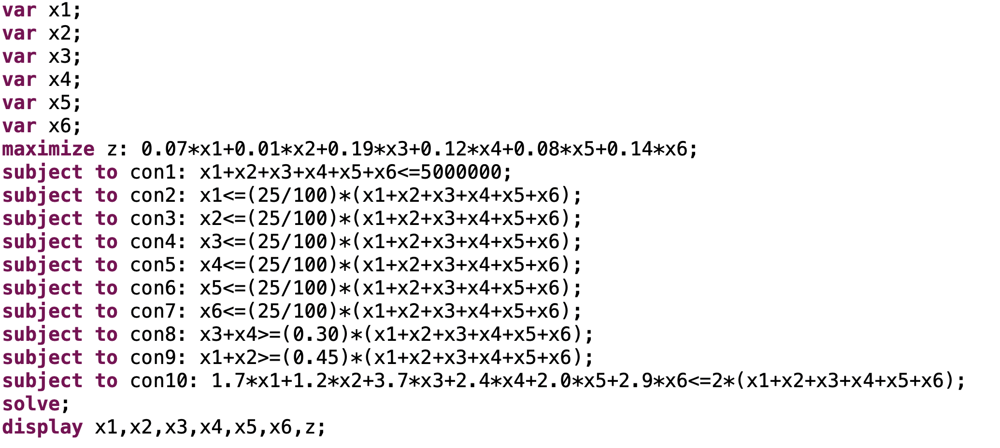 var x1;
var x2;
var x3;
var x4;
var x5;
var x6;
maximize z: 0.07*x1+0.01*x2+0.19*x3+0.12*x4+0.08*x5+0.14*x6;
subject to con1: x1+x2+x3+x4+x5+x6<=5000000;
subject to con2: x1<=(25/100)*(x1+x2+x3+x4+x5+x6);
subject to con3: x2<=(25/100)*(x1+x2+x3+x4+x5+x6);
subject to con4: x3<=(25/100)*(x1+x2+x3+x4+x5+x6);
subject to con5: x4<=(25/100)*(x1+x2+x3+x4+x5+x6);
subject to con6: x5<=(25/100)*(x1+x2+x3+x4+x5+x6);
subject to con7: x6<=(25/100)*(x1+x2+x3+x4+x5+x6);
subject to con8: x3+x4>=(0.30)*(x1+x2+x3+x4+x5+x6);
subject to con9: x1+x2>=(0.45)*(x1+x2+x3+x4+x5+x6);
subject to con10: 1.7*x1+1.2*x2+3.7*x3+2.4*x4+2.0*x5+2.9*x6<=2*(x1+x2+x3+x4+x5+x6);
solve;
display x1,x2,x3,x4,x5,x6,z;